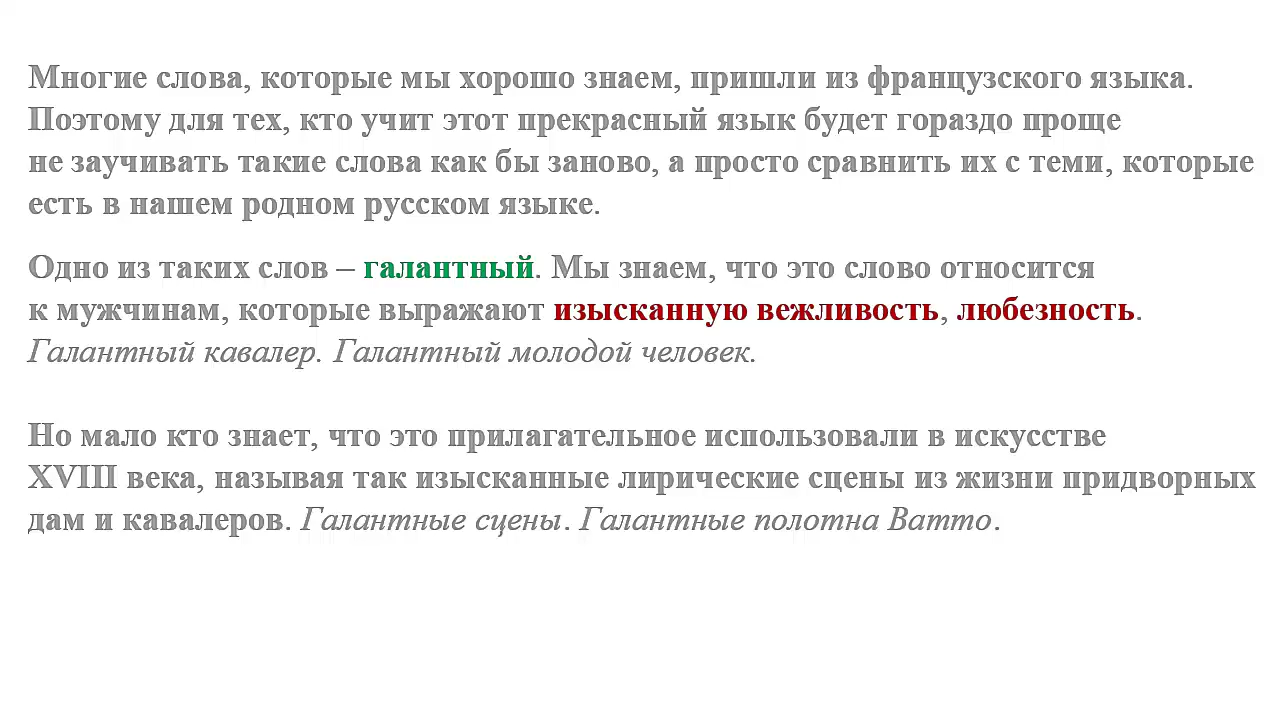 Многие слова, которые мы хорошо знаем, пришли из французского языка.
Поэтому для тех, кто учит этот прекрасный язык будет гораздо проще
не заучивать такие слова как бы заново, а просто сравнить их с теми, которые
есть в нашем родном русском языке.
Одно из таких слов – галантный. Мы знаем, что это слово относится
к мужчинам, которые выражают изысканную вежливость, любезность.
Галантный кавалер. Галантный молодой человек.
Но мало кто знает, что это прилагательное использовали в искусстве
XVIII века, называя так изысканные лирические сцены из жизни придворных
дам и кавалеров. Галантные сцены. Галантные полотна Ватто.